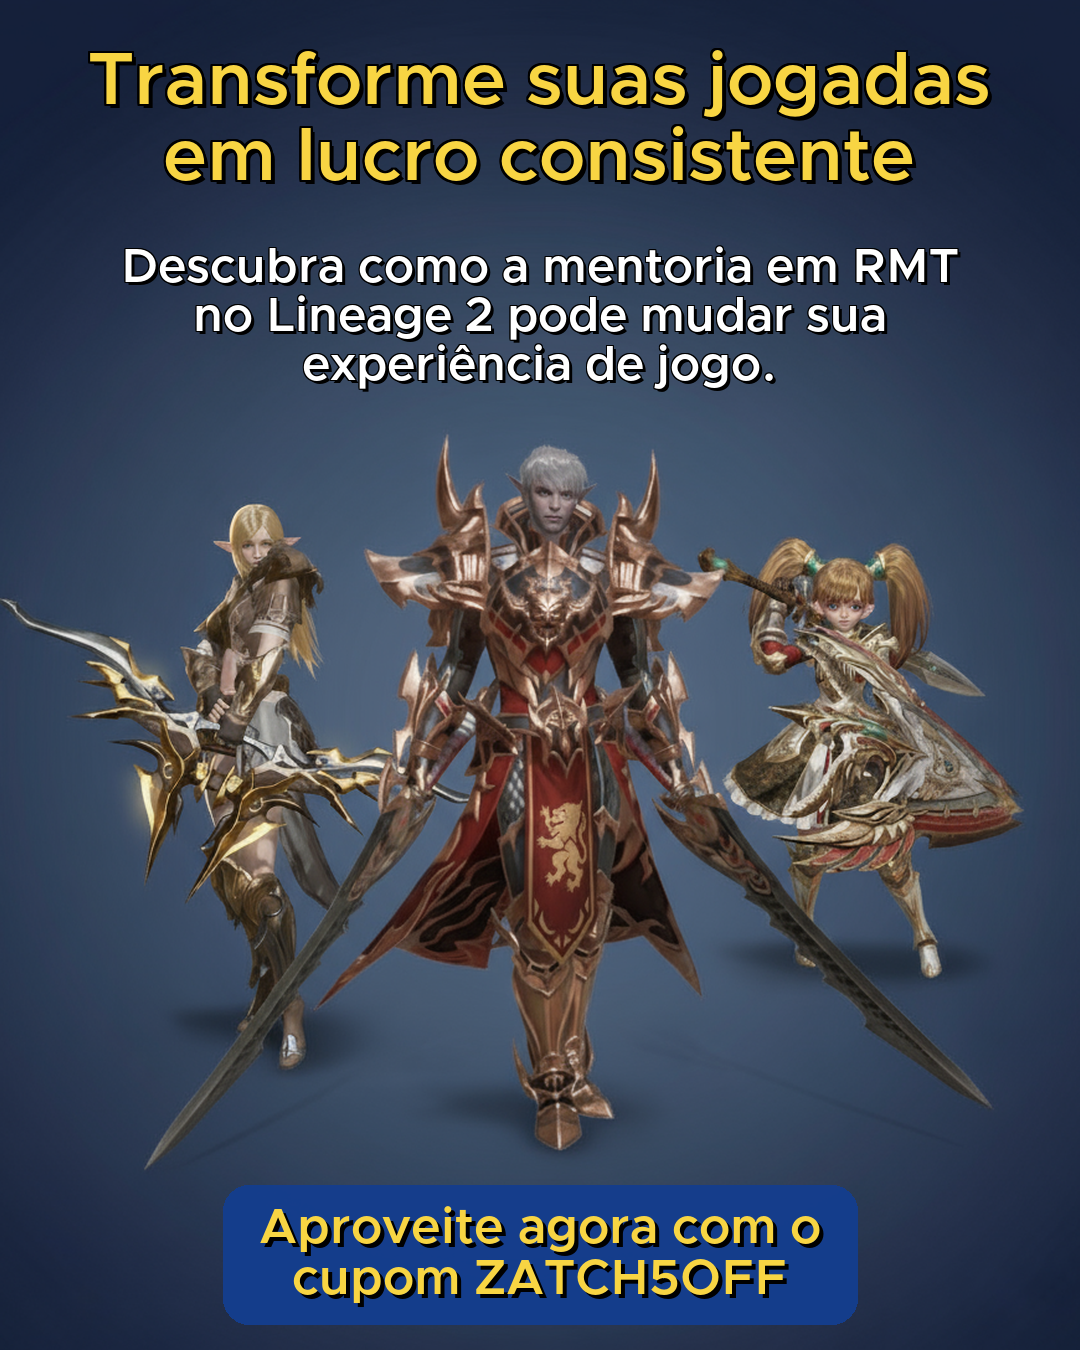 Transforme suas jogadas
em lucro consistente
Descubra como a mentoria em RMT
no Lineage 2 pode mudar sua
experiência de jogo.
Aproveite agora com o
cupom ZATCH5OFF